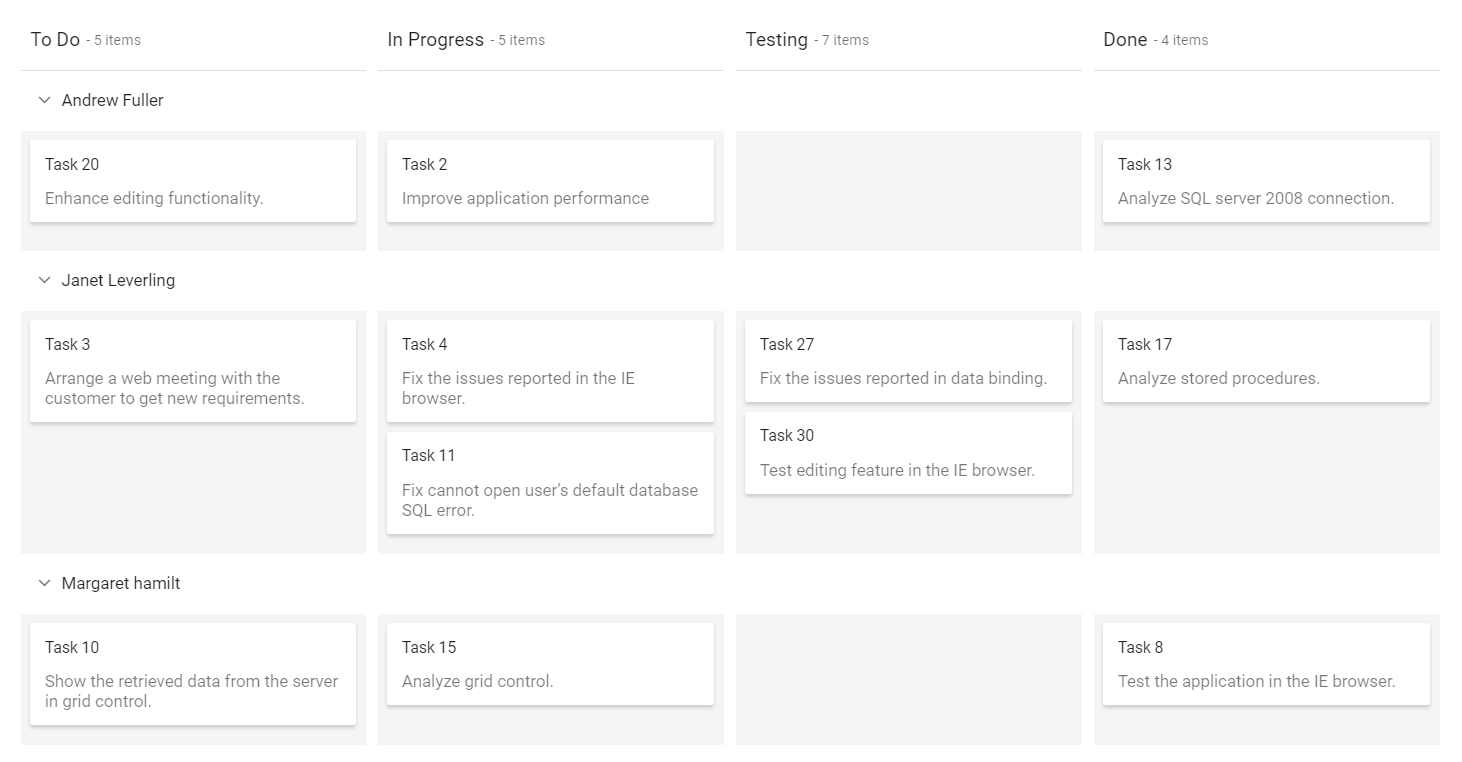 To Do - 5 items
In Progress - 5 items
Testing - 7 items
Done - 4 items
Andrew Fuller
Task 20
Enhance editing functionality.
Task 2
Improve application performance
Task 13
Analyze SQL server 2008 connection.
Janet Leverling
Task 3
Arrange a web meeting with the
customer to get new requirements.
Task 4
Fix the issues reported in the IE
browser.
Task 11
Fix cannot open user’s default database
SQL error.
Task 27
Fix the issues reported in data binding.
Task 30
Test editing feature in the IE browser.
Task 17
Analyze stored procedures.
Margaret hamilt
Task 10
Show the retrieved data from the server
in grid control.
Task 15
Analyze grid control.
Task 8
Test the application in the IE browser.